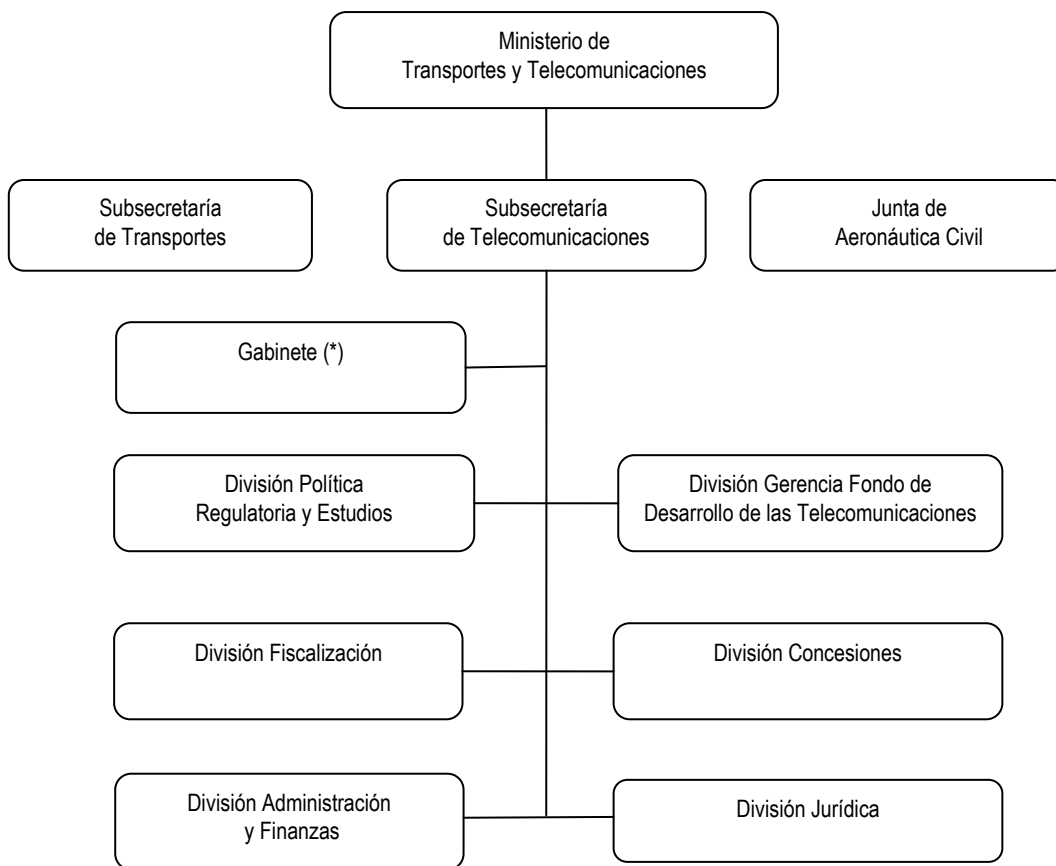 Ministerio de
Transportes y Telecomunicaciones
Subsecretaría
de Transportes
Subsecretaría
de Telecomunicaciones
Junta de
Aeronáutica Civil
Gabinete (*)
División Política
Regulatoria y Estudios
División Gerencia Fondo de
Desarrollo de las Telecomunicaciones
División Fiscalización
División Concesiones
División Administración
y Finanzas
División Jurídica